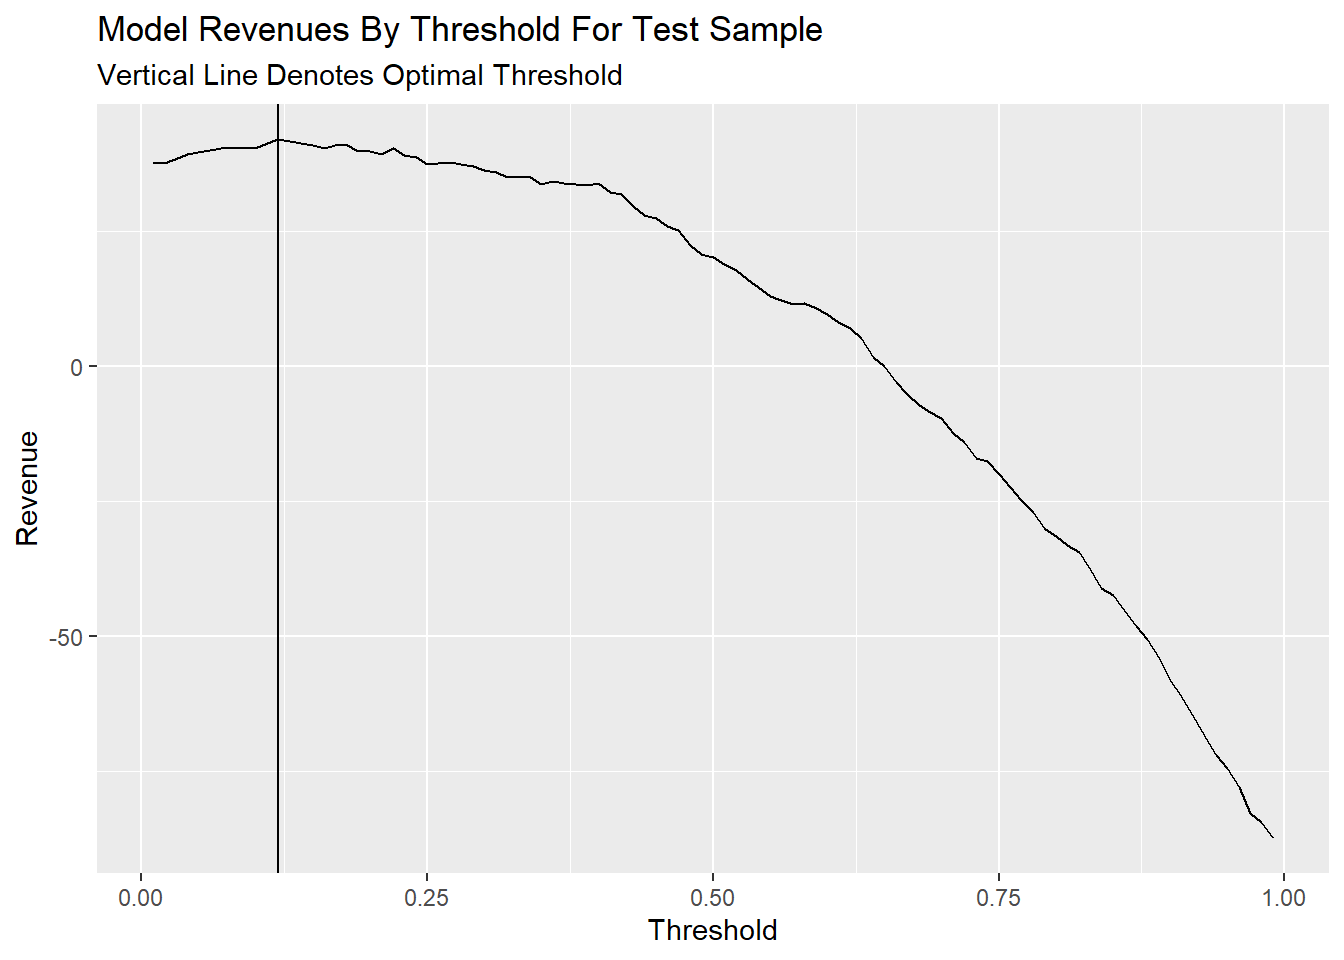 Model Revenues By Threshold For Test Sample
Vertical Line Denotes Optimal Threshold
Revenue
0
-50
0.00 0.25 0.50 0.75 1.00
Threshold